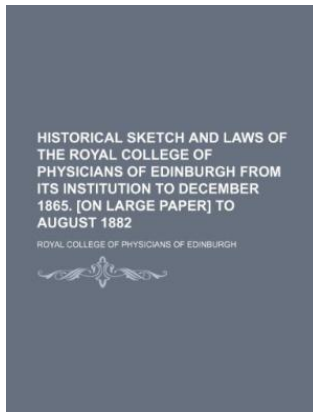 HISTORICAL SKETCH AND LAWS OF
THE ROYAL COLLEGE OF
PHYSICIANS OF EDINBURGH FROM
ITS INSTITUTION TO DECEMBER
1865. [ON LARGE PAPER] TO
AUGUST 1882
ROYAL COLLEGE OF PHYSICIANS OF EDINBURGH